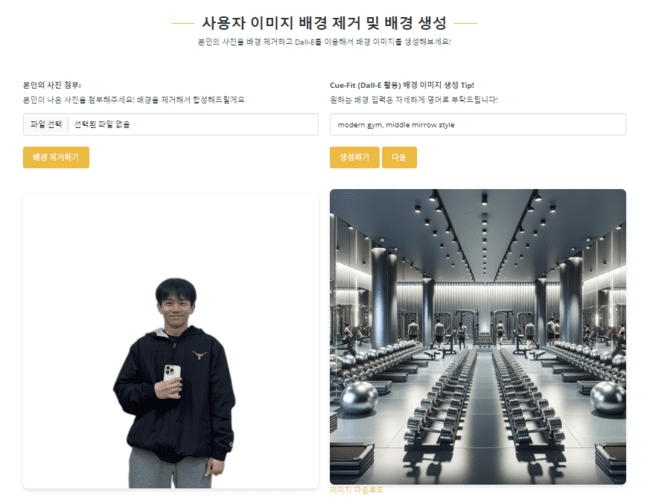 사용자 이미지 배경 제거 및 배경 생성
본인의 사진을 배경 제거하고 Dall-E를 이용해서 배경 이미지를 생성해보세요!
본인의 사진 첨부:
본인이 나온 사진을 첨부해주세요! 배경을 제거해서 합성해드릴게요
파일 선택 선택된 파일 없음
배경 제거하기
Cue-Fit (Dall-E 활용) 배경 이미지 생성 Tip!
원하는 배경 입력은 자세하게 영어로 부탁드립니다!
modern gym, middle mirrow style
생성하기 다음
이미지 다운로드